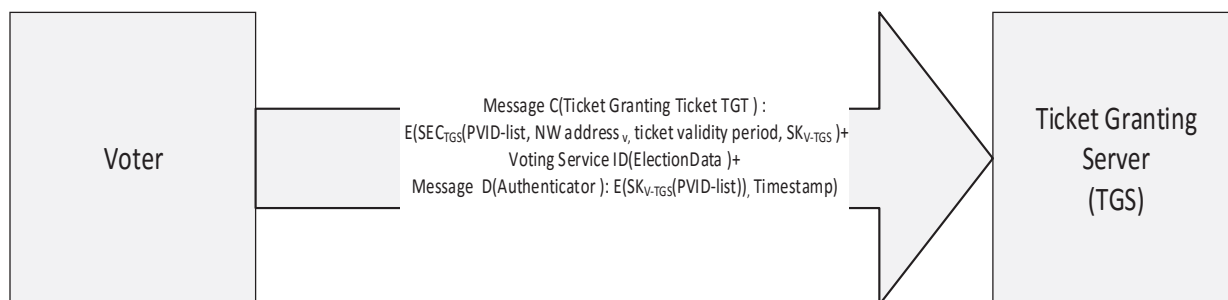 Voter
Message C(Ticket Granting Ticket TGT ) :
E(SECTGS(PVID-list, NW address v, ticket validity period, SKV-TGS )+
Voting Service ID(ElectionData )+
Message D(Authenticator ): E(SKV-TGS(PVID-list)), Timestamp)
Ticket Granting
Server
(TGS)